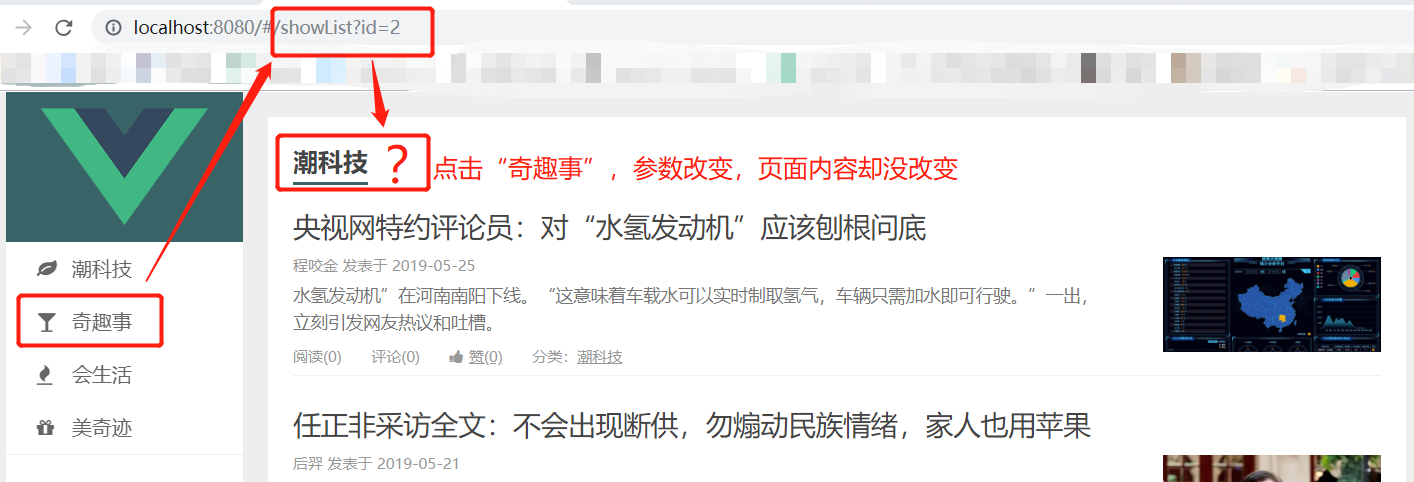 localhost:8080/#/showList?id=2
潮科技
?
点击“奇趣事”，参数改变，页面内容却没改变
央视网特约评论员：对“水氢发动机”应该刨根问底
程咬金 发表于 2019-05-25
水氢发动机”在河南南阳下线。“这意味着车载水可以实时制取氢气，车辆只需加水即可行驶。”一出，
立刻引发网友热议和吐槽。
阅读(0) 评论(0) 赞(0) 分类：潮科技
任正非采访全文：不会出现断供，勿煽动民族情绪，家人也用苹果
后羿 发表于 2019-05-21
潮科技
奇趣事
会生活
美奇迹